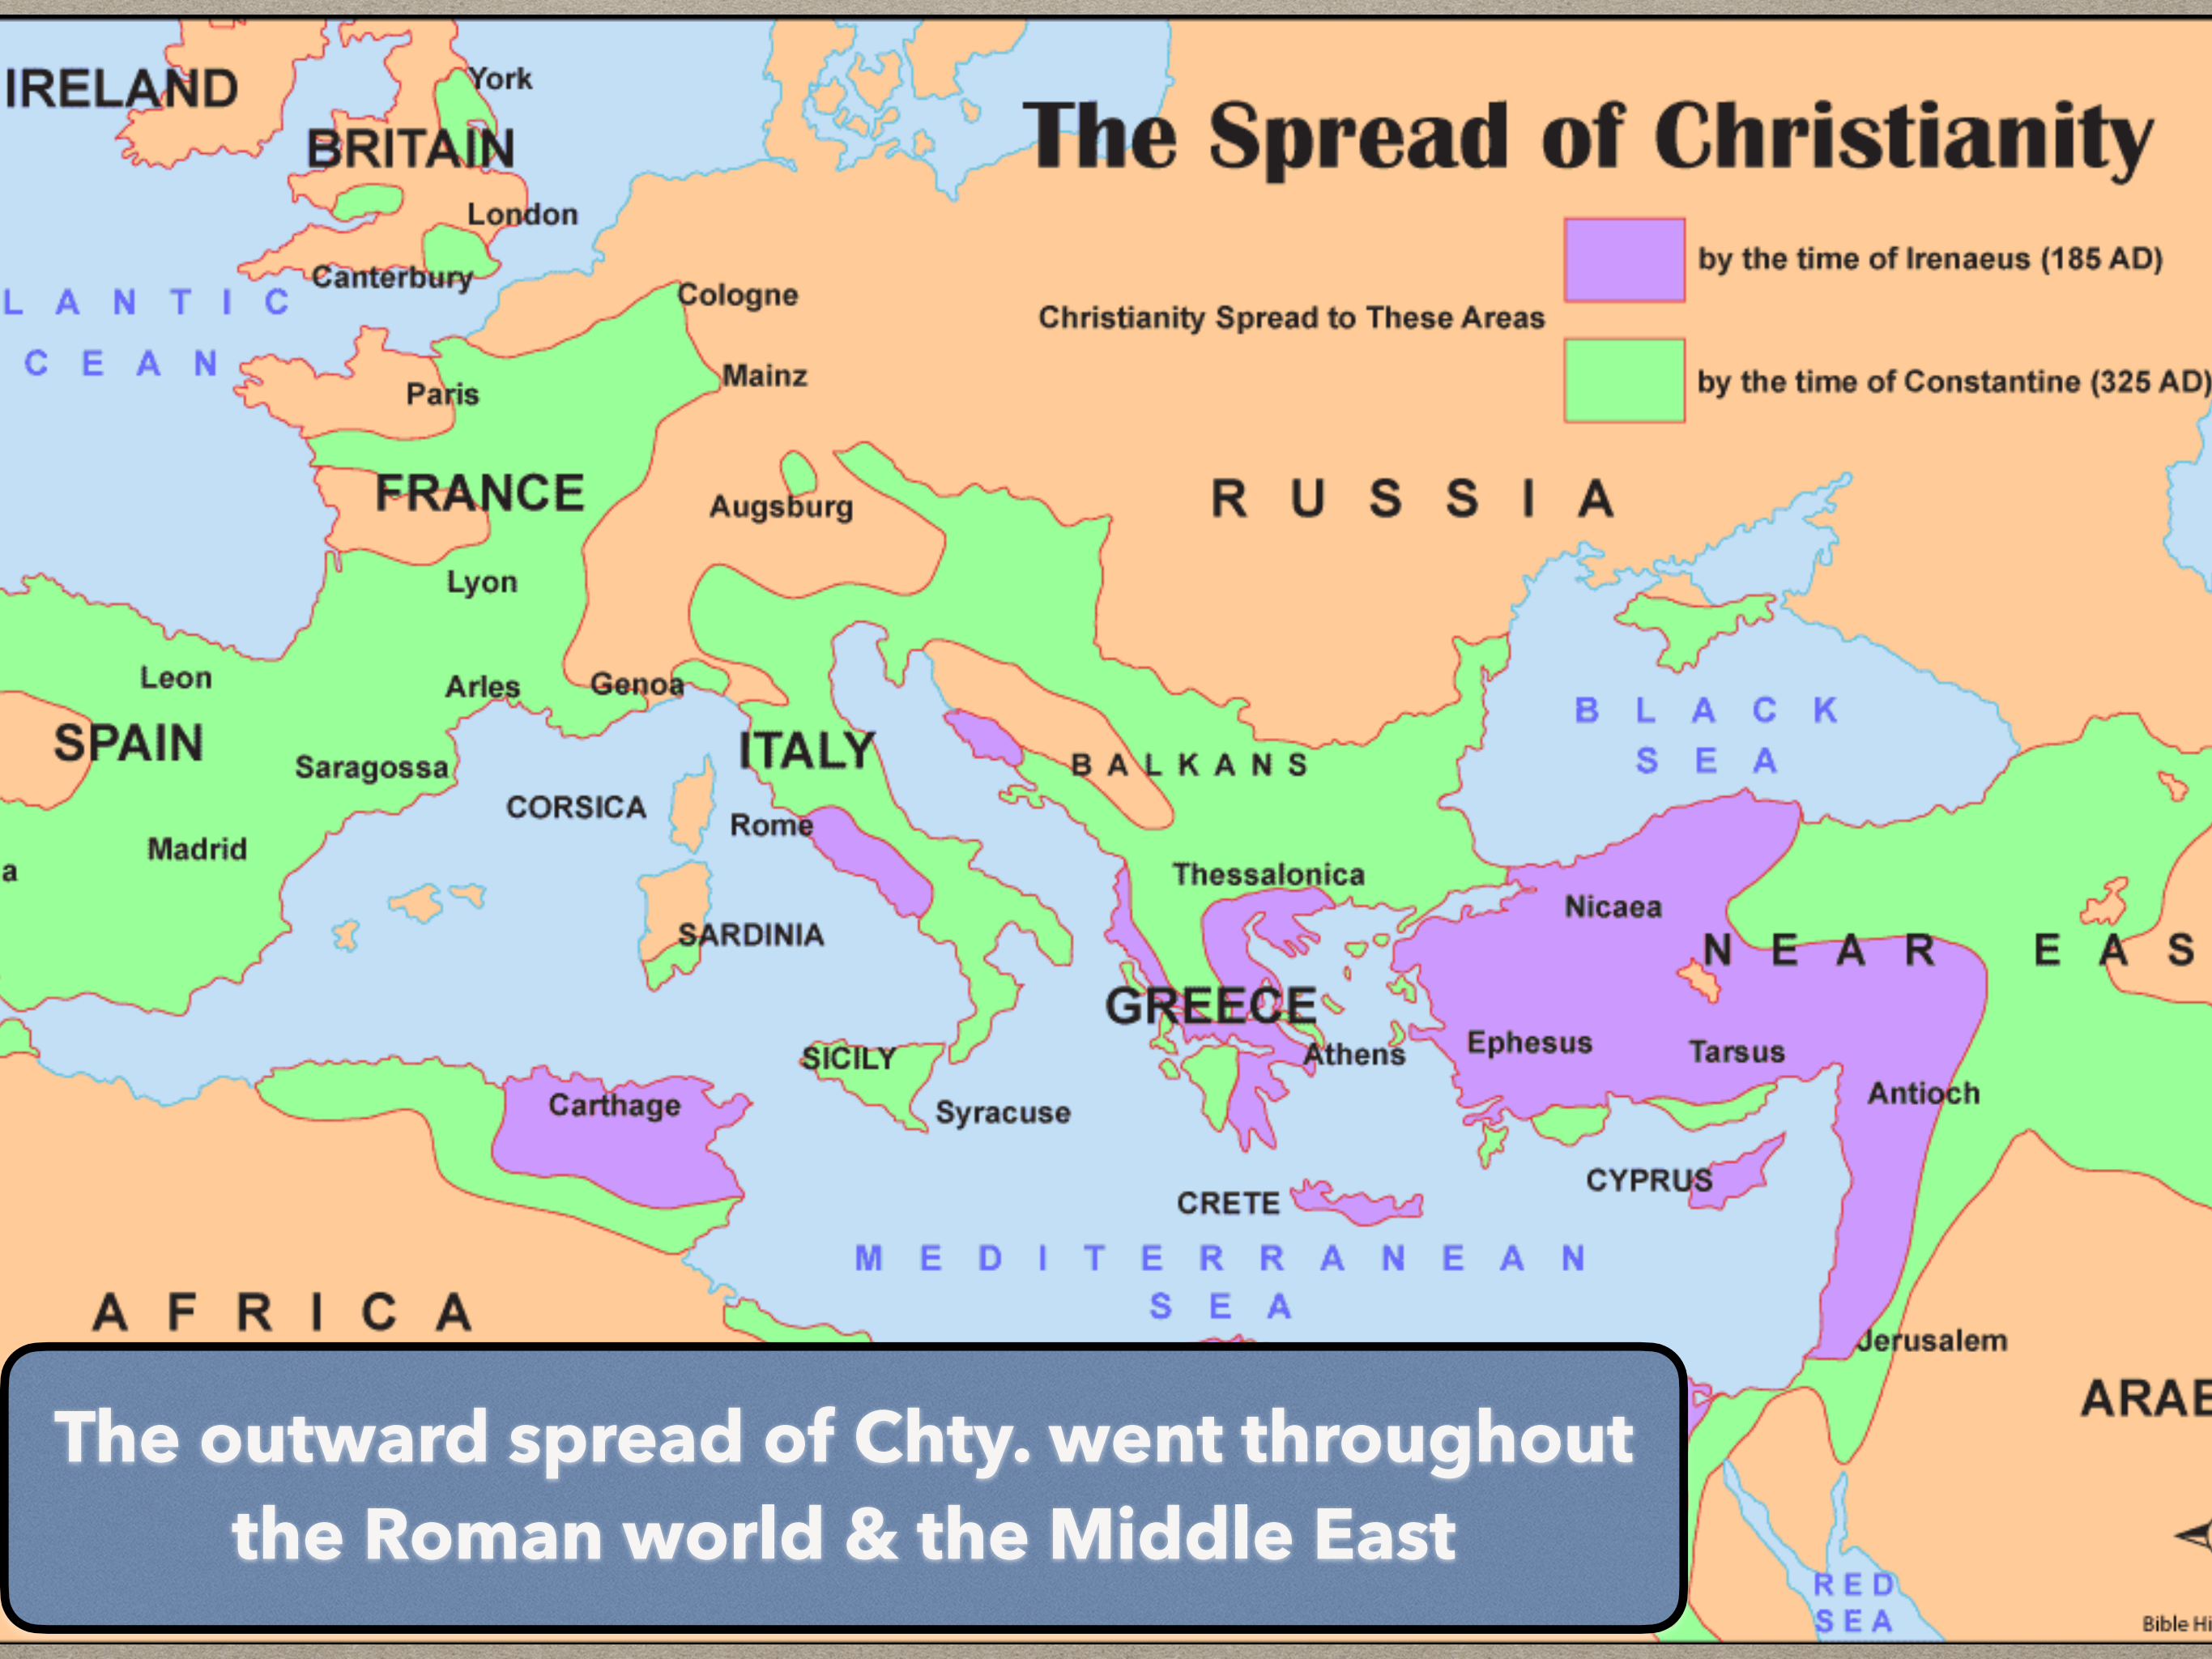 The Spread of Christianity
Christianity Spread to These Areas
by the time of Irenaeus (185 AD)
by the time of Constantine (325 AD)
IRELAND
York
BRITAIN
London
Canterbury
LANTIC
CEAN
Cologne
Mainz
Paris
FRANCE
Augsburg
RUSSIA
Lyon
Leon
Arles
Genoa
SPAIN
ITALY
BLACK
SEA
BALKANS
Saragossa
CORSICA
Rome
Madrid
a
Thessalonica
Nicaea
SARDINIA
NEAR EAS
GREECE
Ephesus
Tarsus
SICILY
Athens
Antioch
Carthage
Syracuse
CYPRUS
CRETE
MEDITERRANEAN
SEA
AFRICA
Jerusalem
ARAB
The outward spread of Chty. went throughout
the Roman world & the Middle East
RED
SEA
Bible Hi